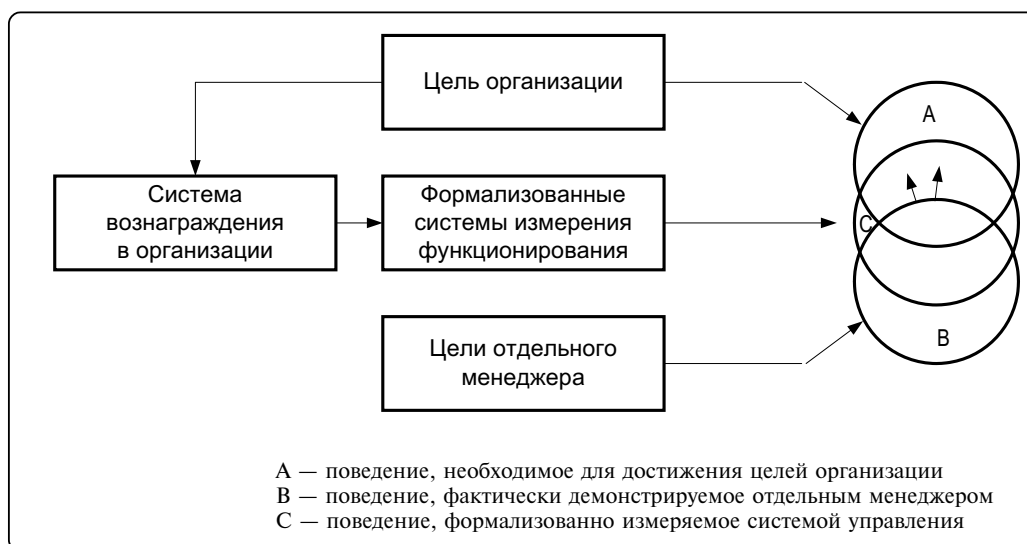 Цель организации
A
Система
вознаграждения
в организации
Формализованные
системы измерения
функционирования
C
B
Цели отдельного
менеджера
A — поведение, необходимое для достижения целей организации
B — поведение, фактически демонстрируемое отдельным менеджером
C — поведение, формализованно измеряемое системой управления